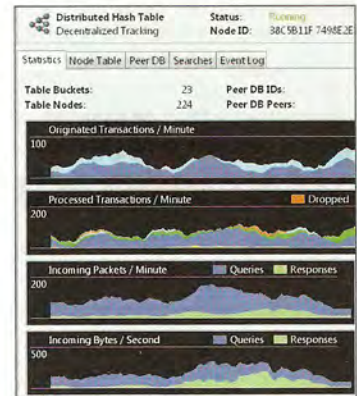 Distributed Hash Table Status: Running
Decentralized Tracking Node ID: 38C5B11F 7498E2E
Statistics Node Table Peer DB Searches Event Log
Table Buckets: 23 Peer DB IDs:
Table Nodes: 224 Peer DB Peers:
Originated Transactions / Minute
100
Processed Transactions / Minute Dropped
200
Incoming Packets / Minute Queries Responses
200
Incoming Bytes / Second Queries Responses
500